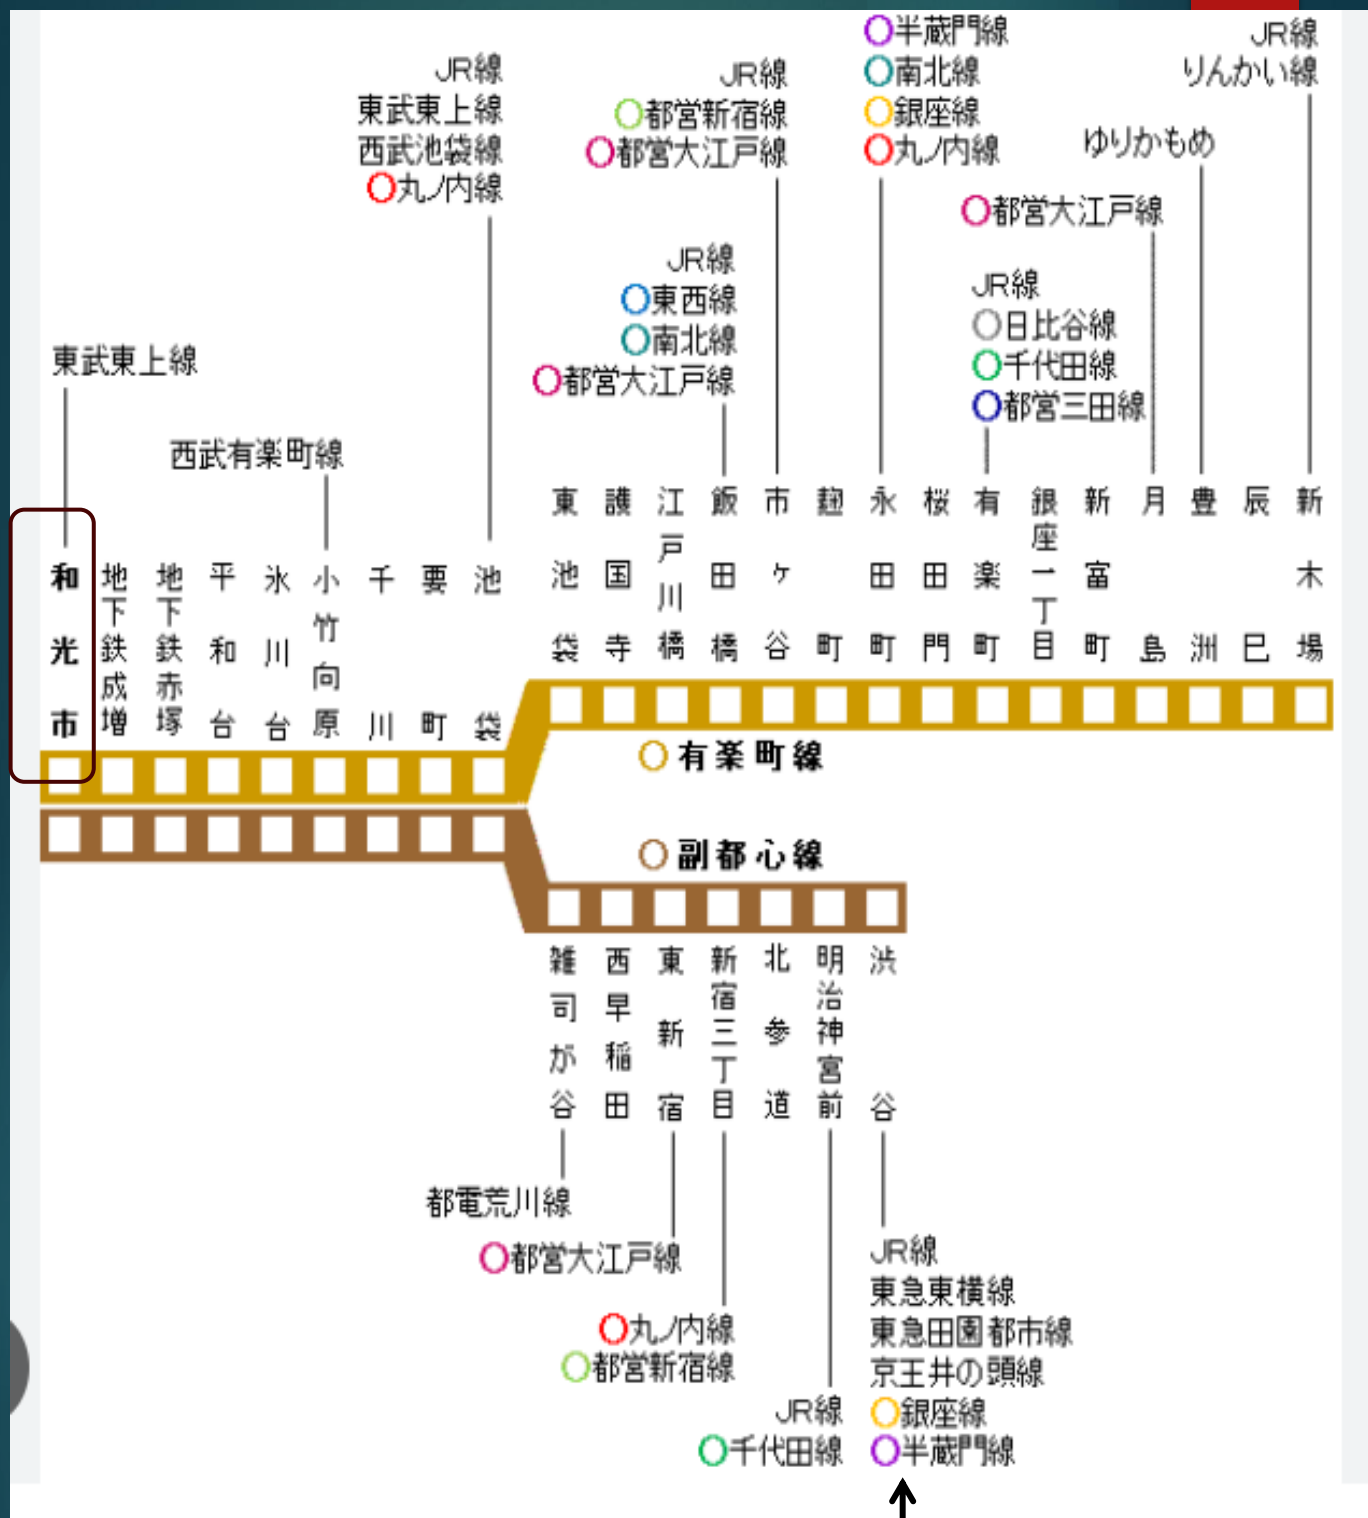 JR線
東武東上線
西武池袋線
丸ノ内線
JR線
都営新宿線
都営大江戸線
半蔵門線
南北線
銀座線
丸ノ内線
JR線
りんかい線
ゆりかもめ
都営大江戸線
JR線
東西線
南北線
都営大江戸線
JR線
日比谷線
千代田線
都営三田線
東武東上線
西武有楽町線
和光市
地下鉄成増
地下鉄赤塚
平和台
氷川台
小竹向原
千川
要町
池袋
東池袋
護国寺
江戸川橋
飯田橋
市ヶ谷
麹町
永田町
桜田門
有楽町
銀座一丁目
新富町
月島
豊洲
辰巳
新木場
有楽町線
副都心線
雑司が谷
西早稲田
東新宿
新宿三丁目
北参道
明治神宮前
渋谷
都電荒川線
都営大江戸線
丸ノ内線
都営新宿線
JR線
千代田線
JR線
東急東横線
東急田園都市線
京王井の頭線
銀座線
半蔵門線